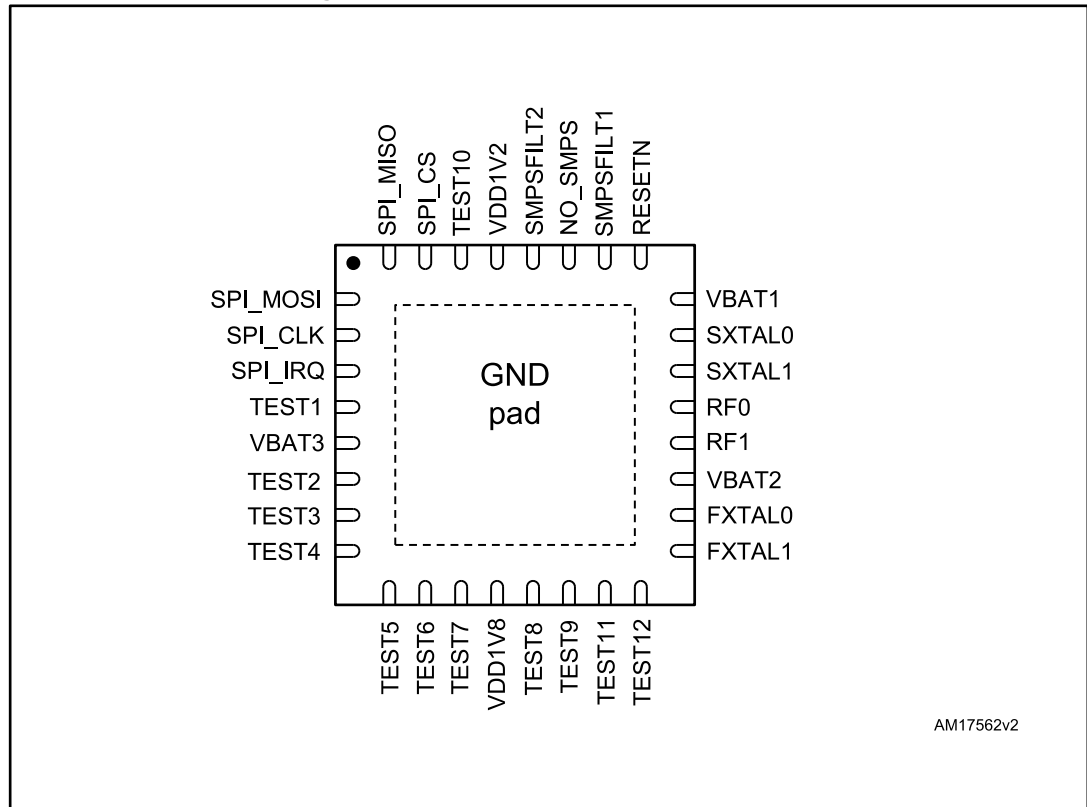 SPI_MISO
SPI_CS
TEST10
VDD1V2
SMPSFILT2
NO_SMPS
SMPSFILT1
RESETN
SPI_MOSI
SPI_CLK
SPI_IRQ
TEST1
VBAT3
TEST2
TEST3
TEST4
GND
pad
VBAT1
SXTAL0
SXTAL1
RF0
RF1
VBAT2
FXTAL0
FXTAL1
TEST5
TEST6
TEST7
VDD1V8
TEST8
TEST9
TEST11
TEST12
AM17562v2